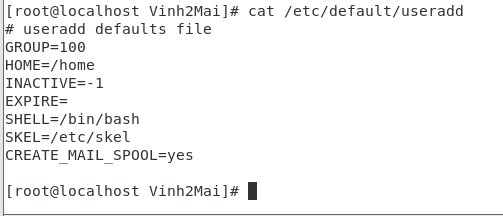 [root@localhost Vinh2Mai]# cat /etc/default/useradd
# useradd defaults file
GROUP=100
HOME=/home
INACTIVE=-1
EXPIRE=
SHELL=/bin/bash
SKEL=/etc/skel
CREATE_MAIL_SPOOL=yes
[root@localhost Vinh2Mai]#